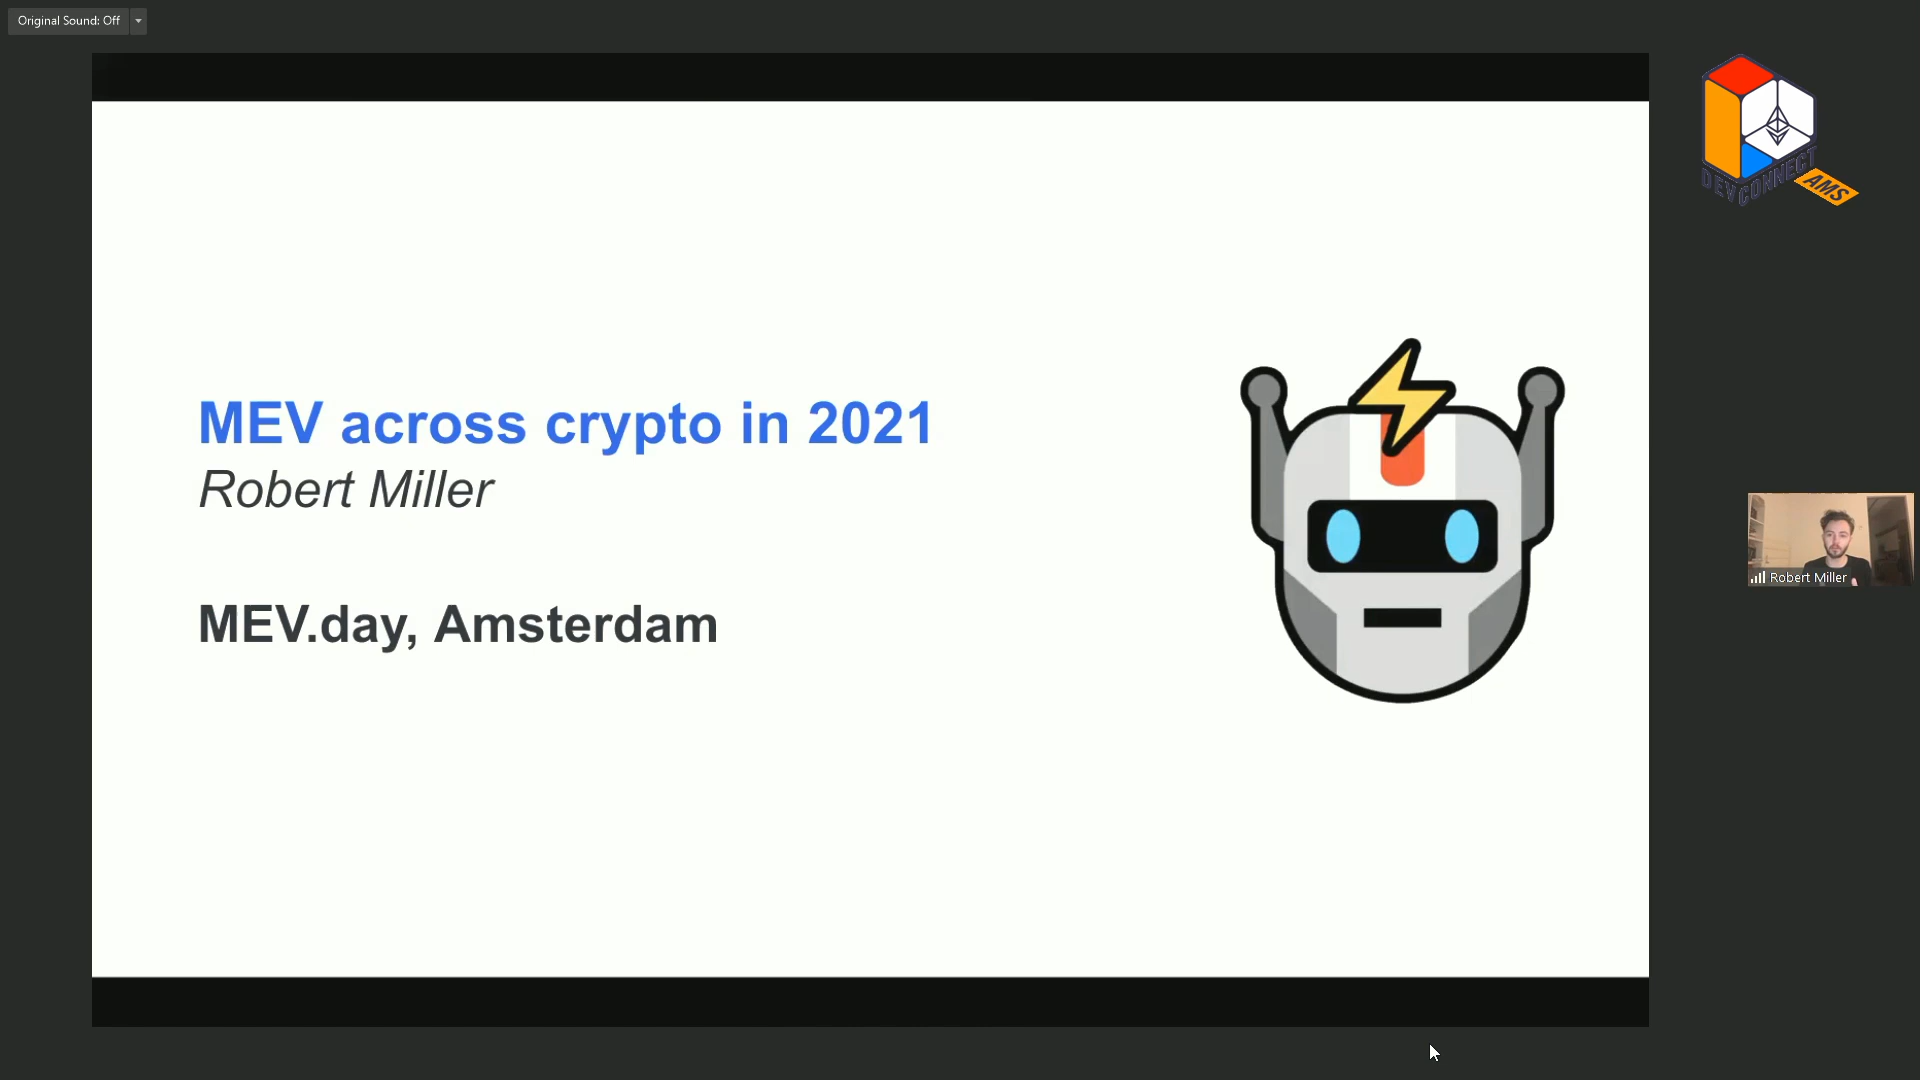 Original Sound: Off
MEV across crypto in 2021
Robert Miller
MEV.day, Amsterdam
DEVCONNECT
AMS
Robert Miller